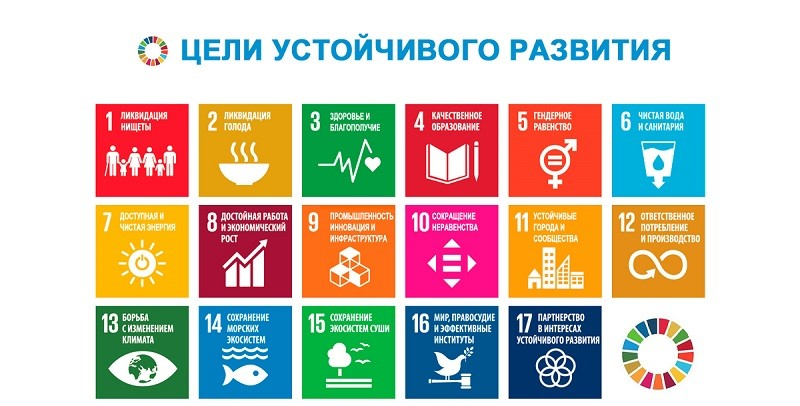 ЦЕЛИ УСТОЙЧИВОГО РАЗВИТИЯ
1 ЛИКВИДАЦИЯ
НИЩЕТЫ
2 ЛИКВИДАЦИЯ
ГОЛОДА
3 ЗДОРОВЬЕ И
БЛАГОПОЛУЧИЕ
4 КАЧЕСТВЕННОЕ
ОБРАЗОВАНИЕ
5 ГЕНДЕРНОЕ
РАВЕНСТВО
6 ЧИСТАЯ ВОДА
И САНИТАРИЯ
7 ДОСТУПНАЯ И
ЧИСТАЯ ЭНЕРГИЯ
8 ДОСТОЙНАЯ РАБОТА
И ЭКОНОМИЧЕСКИЙ
РОСТ
9 ПРОМЫШЛЕННОСТЬ
ИННОВАЦИЯ И
ИНФРАСТРУКТУРА
10 СОКРАЩЕНИЕ
НЕРАВЕНСТВА
11 УСТОЙЧИВЫЕ
ГОРОДА И
СООБЩЕСТВА
12 ОТВЕТСТВЕННОЕ
ПОТРЕБЛЕНИЕ
И ПРОИЗВОДСТВО
13 БОРЬБА
С ИЗМЕНЕНИЕМ
КЛИМАТА
14 СОХРАНЕНИЕ
МОРСКИХ
ЭКОСИСТЕМ
15 СОХРАНЕНИЕ
ЭКОСИСТЕМ СУШИ
16 МИР, ПРАВОСУДИЕ
И ЭФФЕКТИВНЫЕ
ИНСТИТУТЫ
17 ПАРТНЕРСТВО
В ИНТЕРЕСАХ
УСТОЙЧИВОГО РАЗВИТИЯ